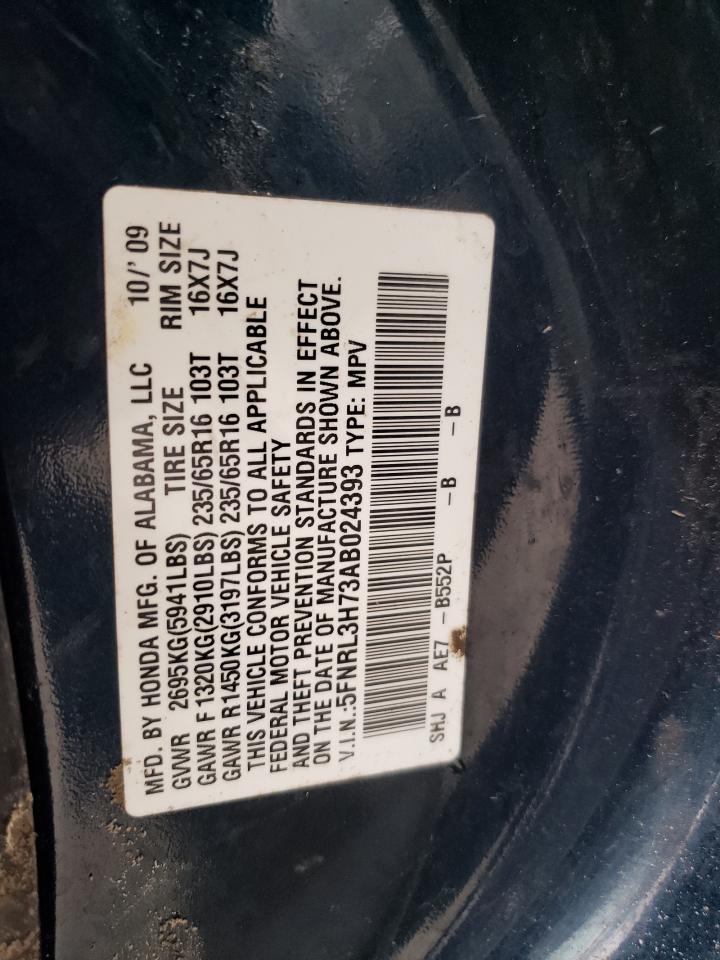 MFD. BY HONDA MFG. OF ALABAMA, LLC 10/' 09
GVWR 2695KG(5941LBS) TIRE SIZE RIM SIZE
GAWR F 1320KG(2910LBS) 235/65R16 103T 16X7J
GAWR R1450KG(3197LBS) 235/65R16 103T 16X7J
THIS VEHICLE CONFORMS TO ALL APPLICABLE
FEDERAL MOTOR VEHICLE SAFETY
AND THEFT PREVENTION STANDARDS IN EFFECT
ON THE DATE OF MANUFACTURE SHOWN ABOVE.
V.I.N.:5FNRL3H73AB024393 TYPE: MPV
SHJ A AE7 -B552P -B -B